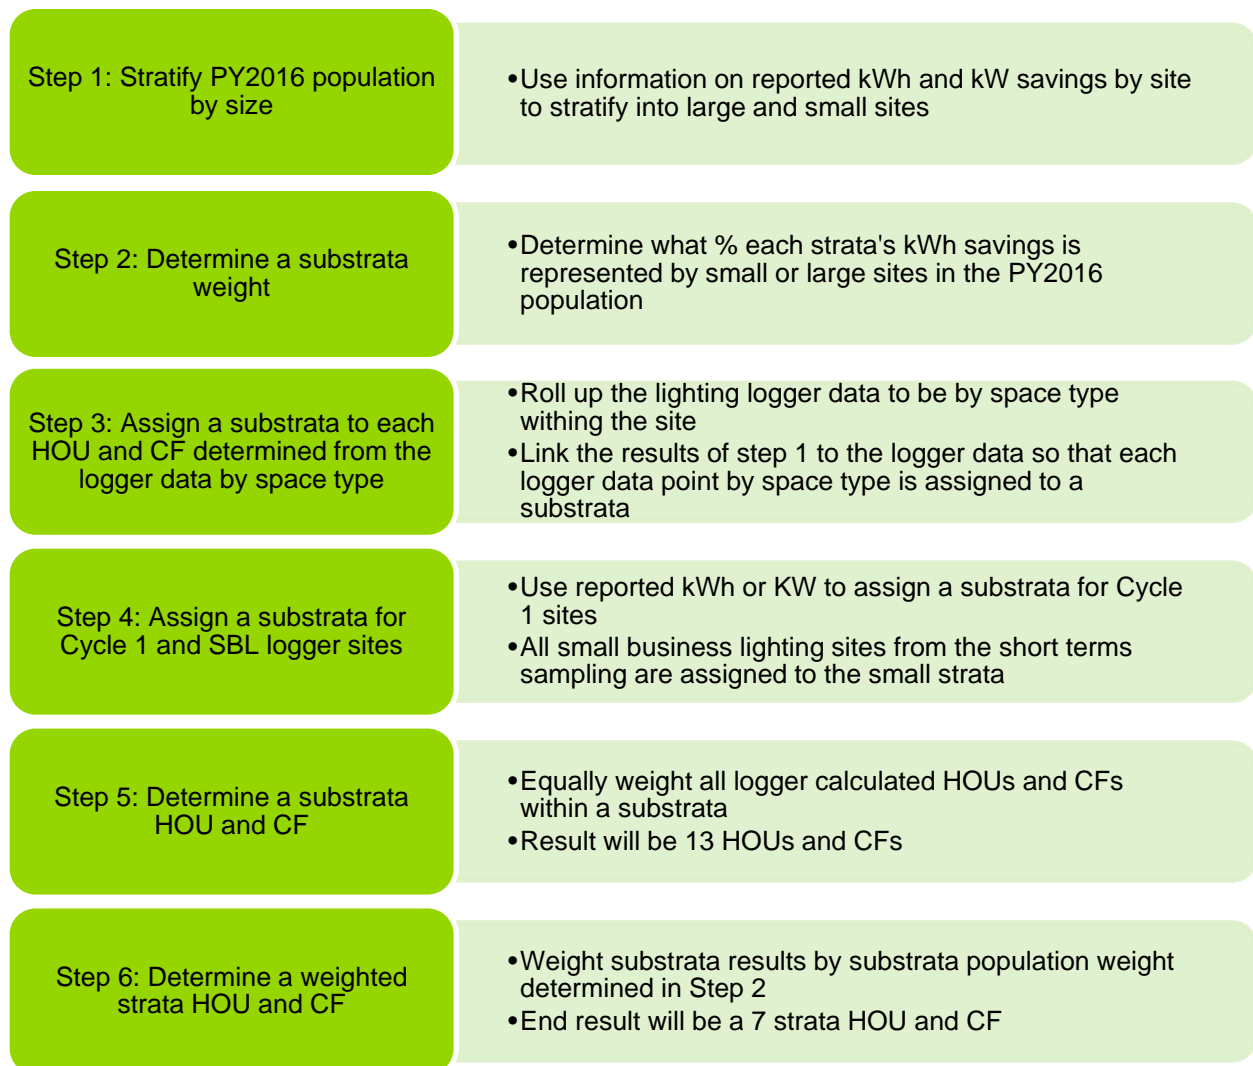 Step 1: Stratify PY2016 population
by size
•Use information on reported kWh and kW savings by site
to stratify into large and small sites
Step 2: Determine a substrata
weight
•Determine what % each strata's kWh savings is
represented by small or large sites in the PY2016
population
Step 3: Assign a substrata to each
HOU and CF determined from the
logger data by space type
•Roll up the lighting logger data to be by space type
withing the site
•Link the results of step 1 to the logger data so that each
logger data point by space type is assigned to a
substrata
Step 4: Assign a substrata for
Cycle 1 and SBL logger sites
•Use reported kWh or KW to assign a substrata for Cycle
1 sites
•All small business lighting sites from the short terms
sampling are assigned to the small strata
Step 5: Determine a substrata
HOU and CF
•Equally weight all logger calculated HOUs and CFs
within a substrata
•Result will be 13 HOUs and CFs
Step 6: Determine a weighted
strata HOU and CF
•Weight substrata results by substrata population weight
determined in Step 2
•End result will be a 7 strata HOU and CF